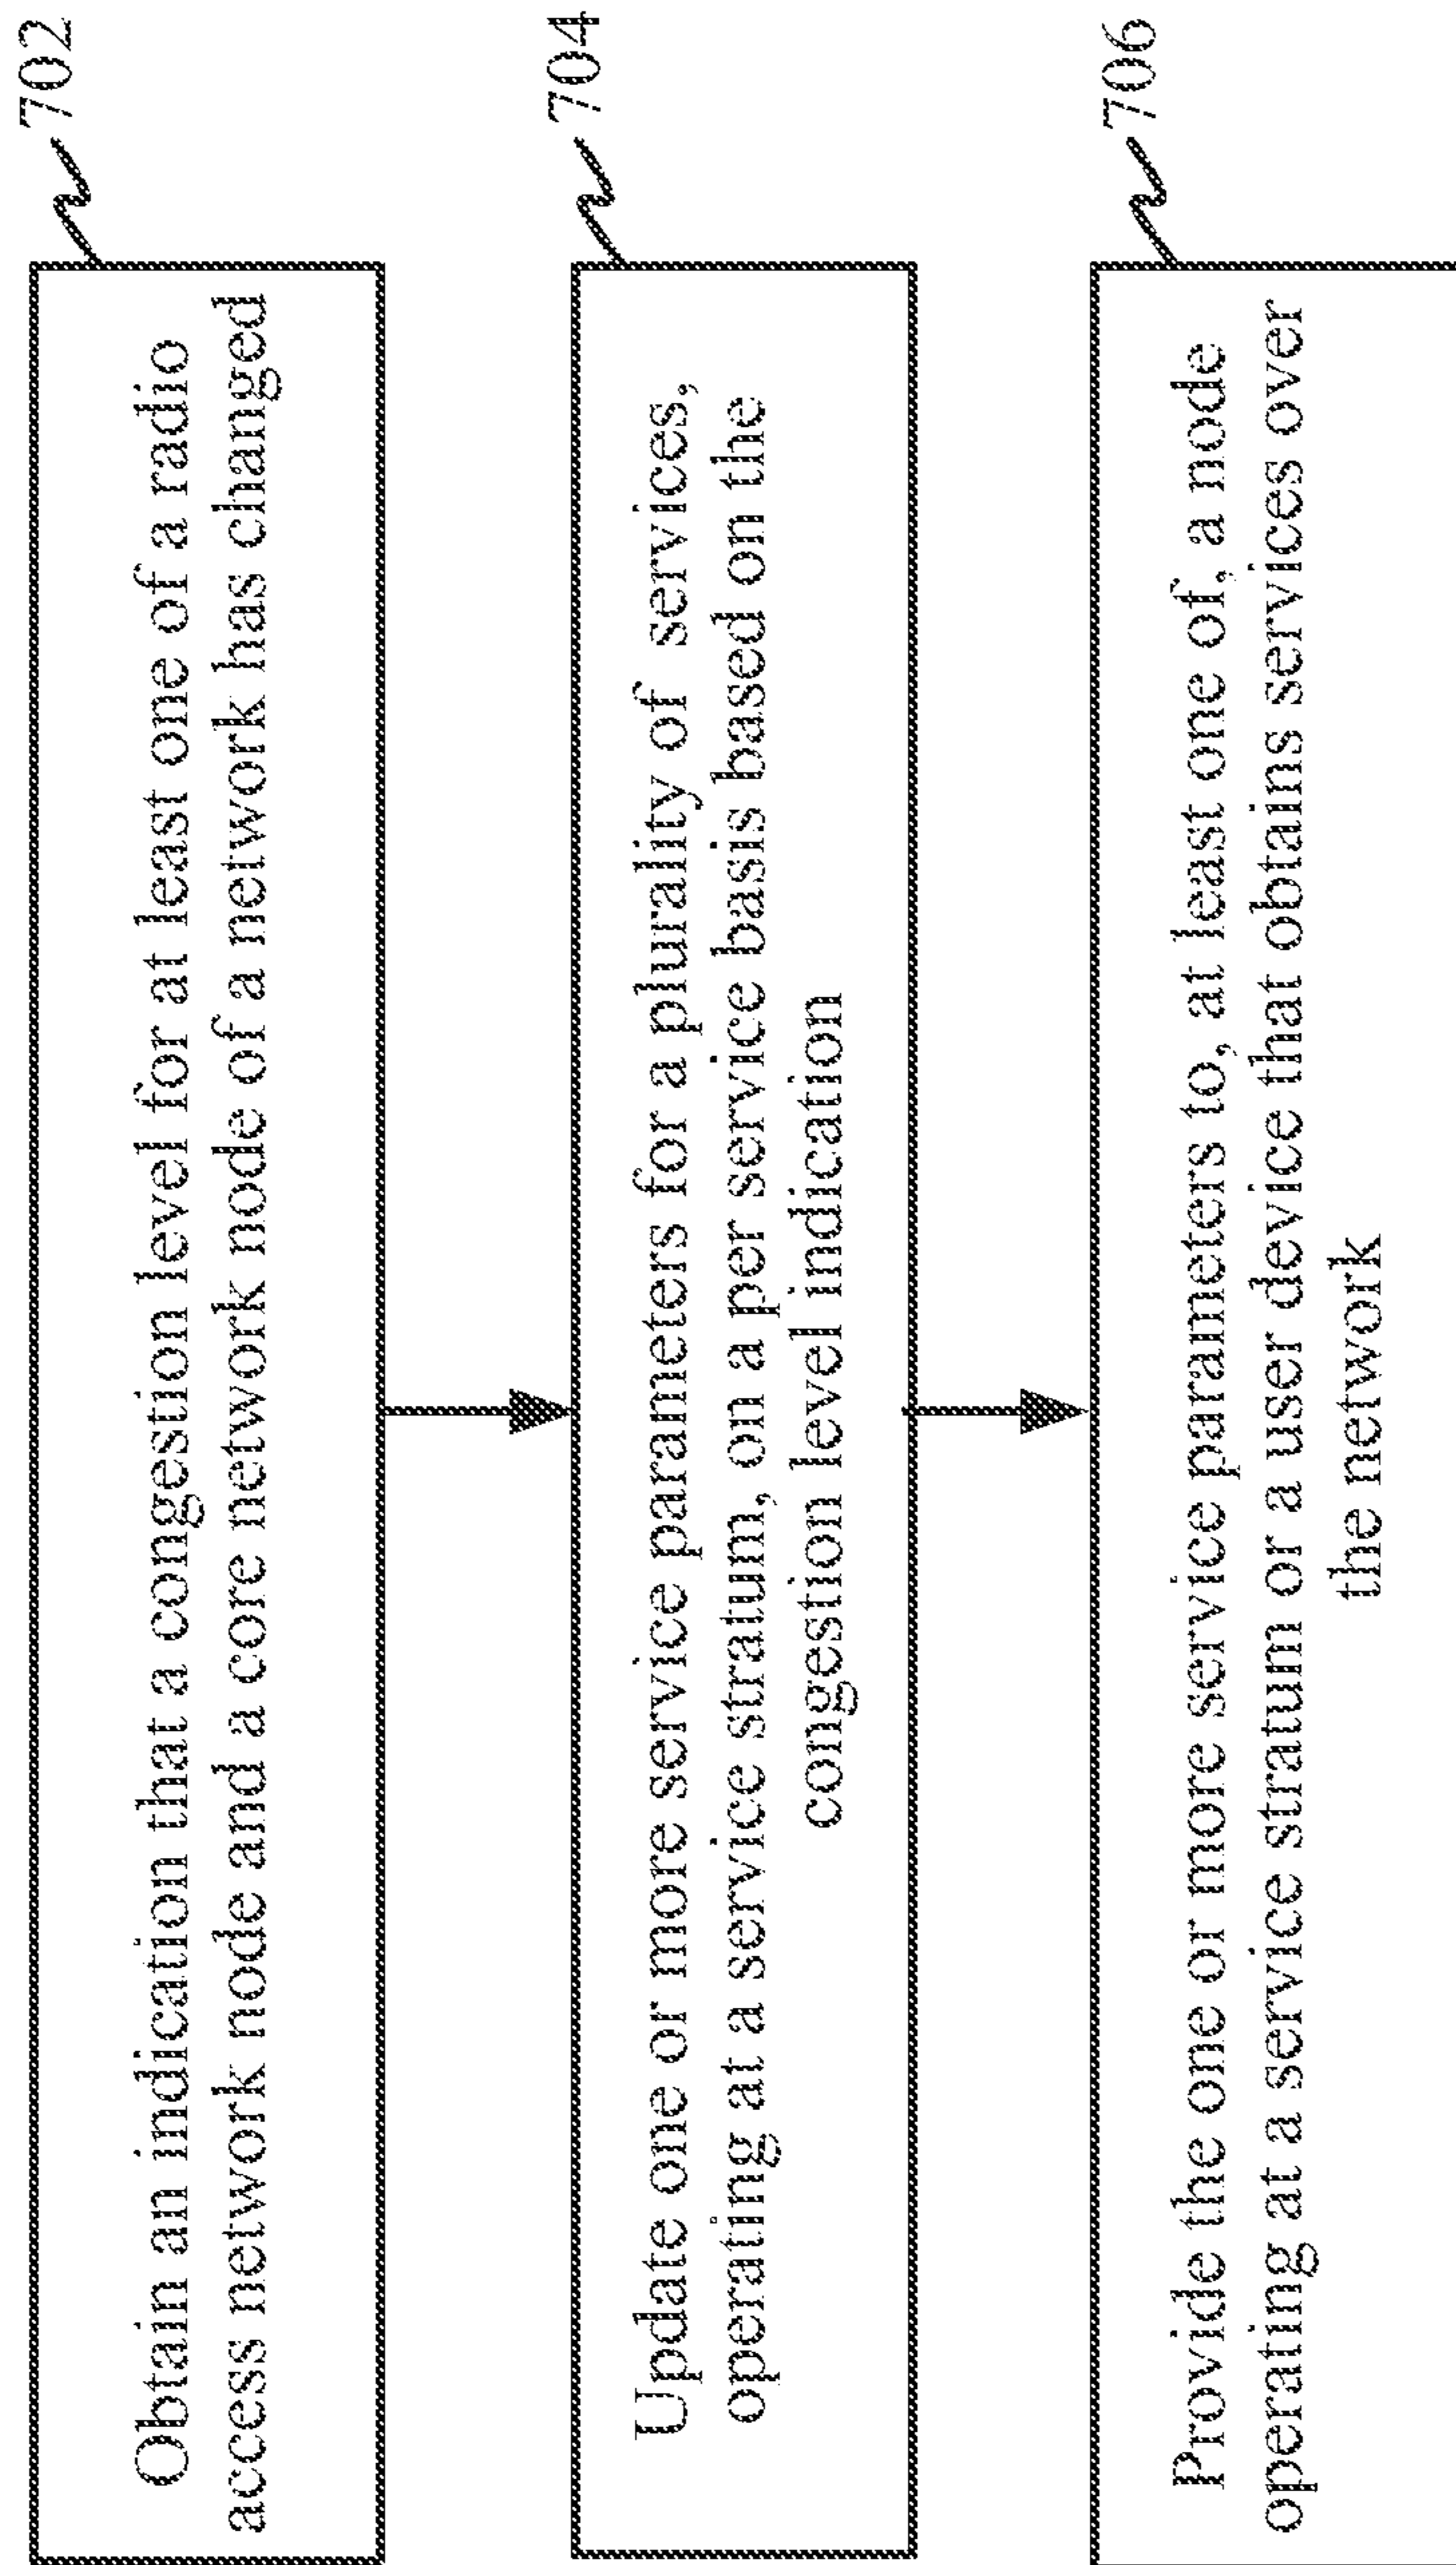 702
Obtain an indication that a congestion level for at least one of a radio
access network node and a core network node of a network has changed
704
Update one or more service parameters for a plurality of services,
operating at a service stratum, on a per service basis based on the
congestion level indication
706
Provide the one or more service parameters to, at least one of, a node
operating at a service stratum or a user device that obtains services over
the network